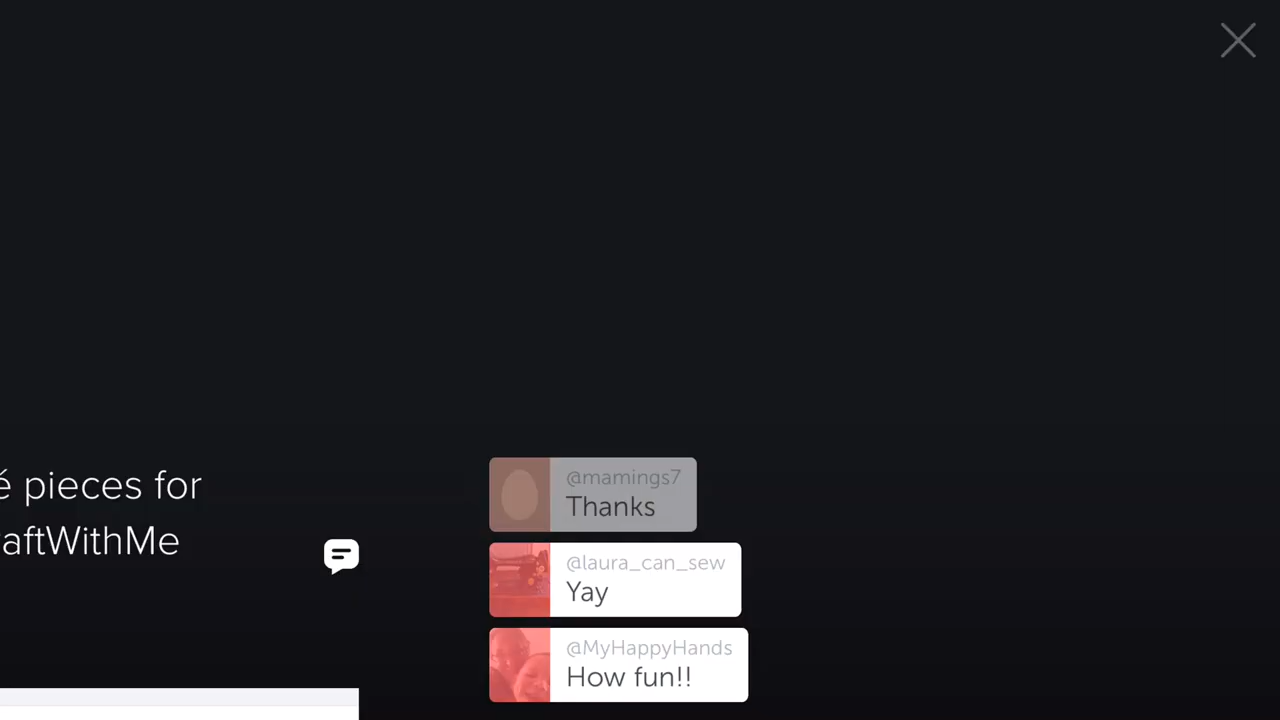 é pieces for
aftWithMe
@mamings7
Thanks
@laura_can_sew
Yay
@MyHappyHands
How fun!!